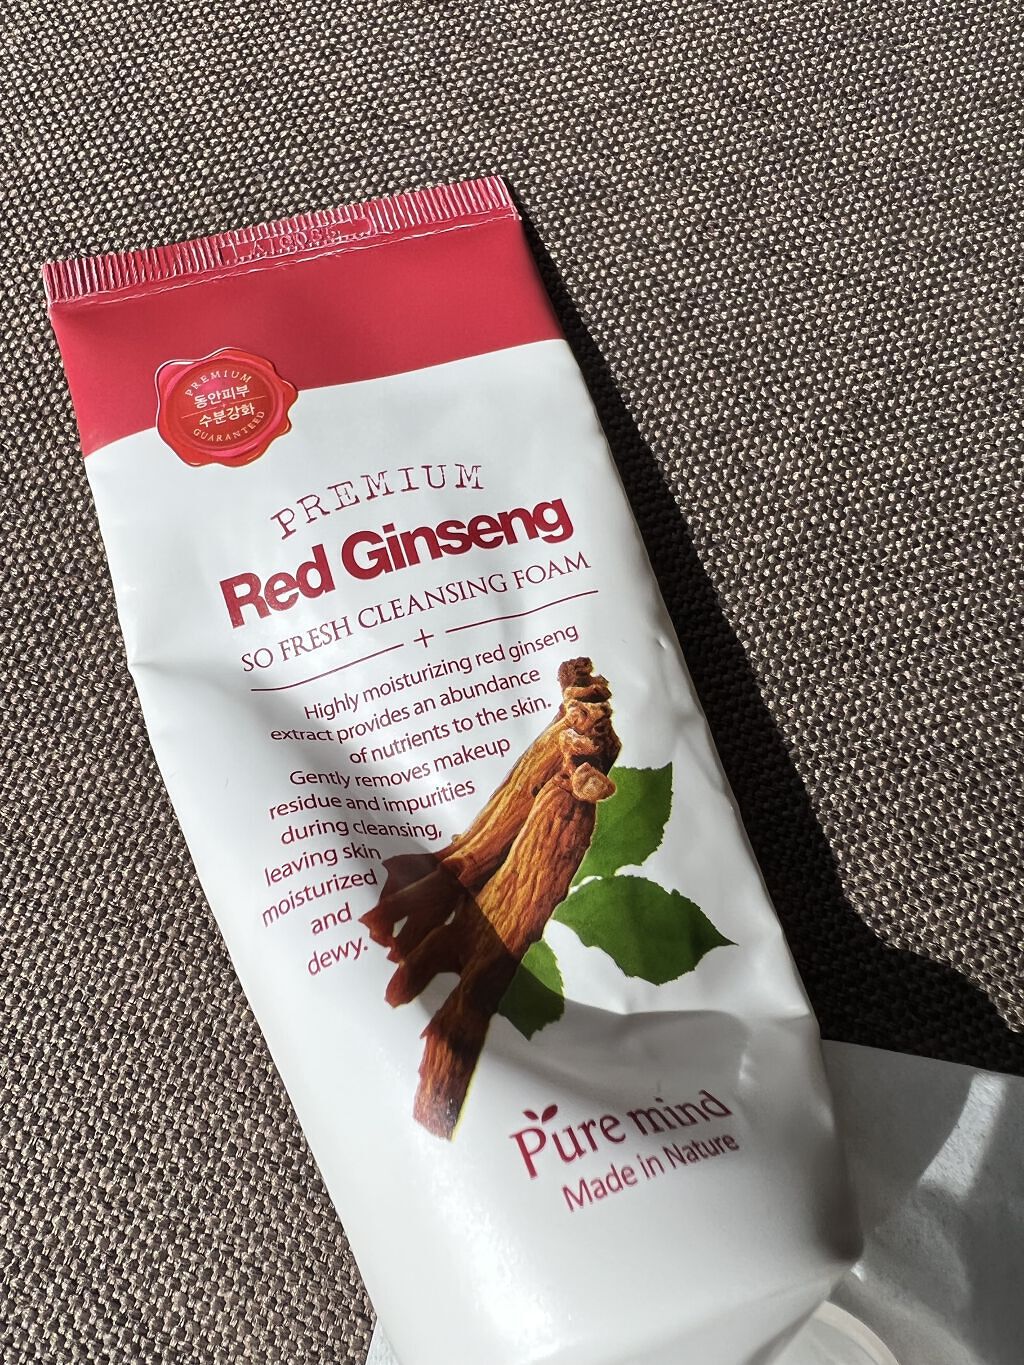 PREMIUM
동안피부
수분강화
GUARANTEED
PREMIUM
Red Ginseng
SO FRESH CLEANSING FOAM
+
Highly moisturizing red ginseng
extract provides an abundance
of nutrients to the skin.
Gently removes makeup
residue and impurities
during cleansing,
leaving skin
moisturized
and
dewy.
Pure mind
Made in Nature